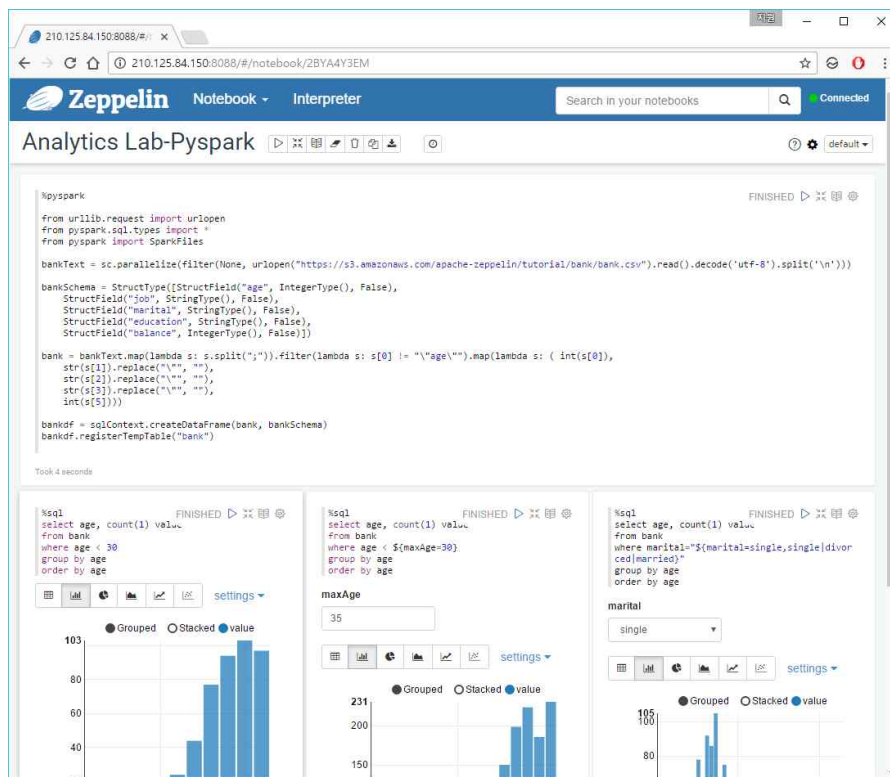 지원
210.125.84.150:8088/#/
210.125.84.150:8088/#/notebook/2BYA4Y3EM
Zeppelin Notebook Interpreter Search in your notebooks Connected
Analytics Lab-Pyspark default
%pyspark FINISHED
from urllib.request import urlopen
from pyspark.sql.types import *
from pyspark import SparkFiles
bankText = sc.parallelize(filter(None, urlopen("https://s3.amazonaws.com/apache-zeppelin/tutorial/bank/bank.csv").read().decode('utf-8').split('\n')))
bankSchema = StructType([StructField("age", IntegerType(), False),
StructField("job", StringType(), False),
StructField("marital", StringType(), False),
StructField("education", StringType(), False),
StructField("balance", IntegerType(), False)])
bank = bankText.map(lambda s: s.split(";")).filter(lambda s: s[0] != "\"age\"").map(lambda s: ( int(s[0]),
str(s[1]).replace("\"", ""),
str(s[2]).replace("\"", ""),
str(s[3]).replace("\"", ""),
int(s[5])))
bankdf = sqlContext.createDataFrame(bank, bankSchema)
bankdf.registerTempTable("bank")
Took 4 seconds
%sql FINISHED
select age, count(1)
from bank
where age < 30
group by age
order by age
settings
Grouped Stacked value
103
80
60
40
%sql FINISHED
select age, count(1)
from bank
where age < ${maxAge=30}
group by age
order by age
maxAge
35
settings
Grouped Stacked value
231
200
150
%sql FINISHED
select age, count(1)
from bank
where marital="${marital=single,single|divor
ced|married}"
group by age
order by age
marital
single
settings
Grouped Stacked value
105
100
80